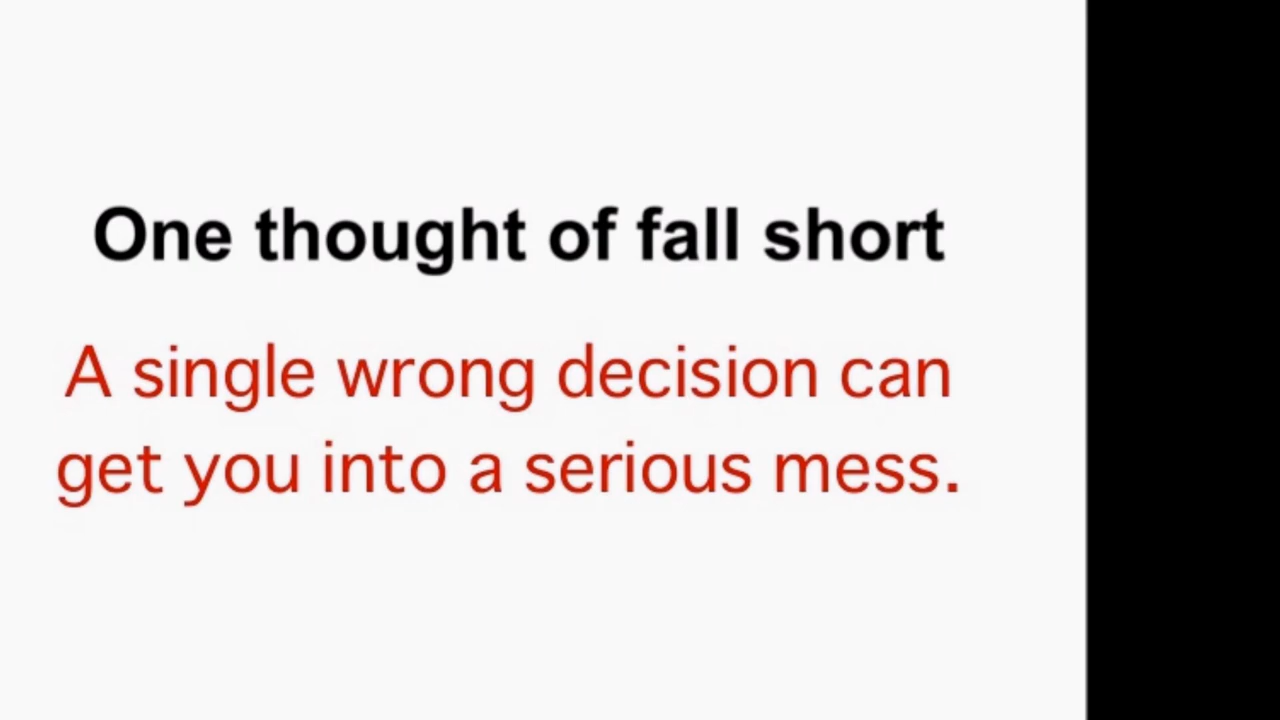 One thought of fall short
A single wrong decision can
get you into a serious mess.